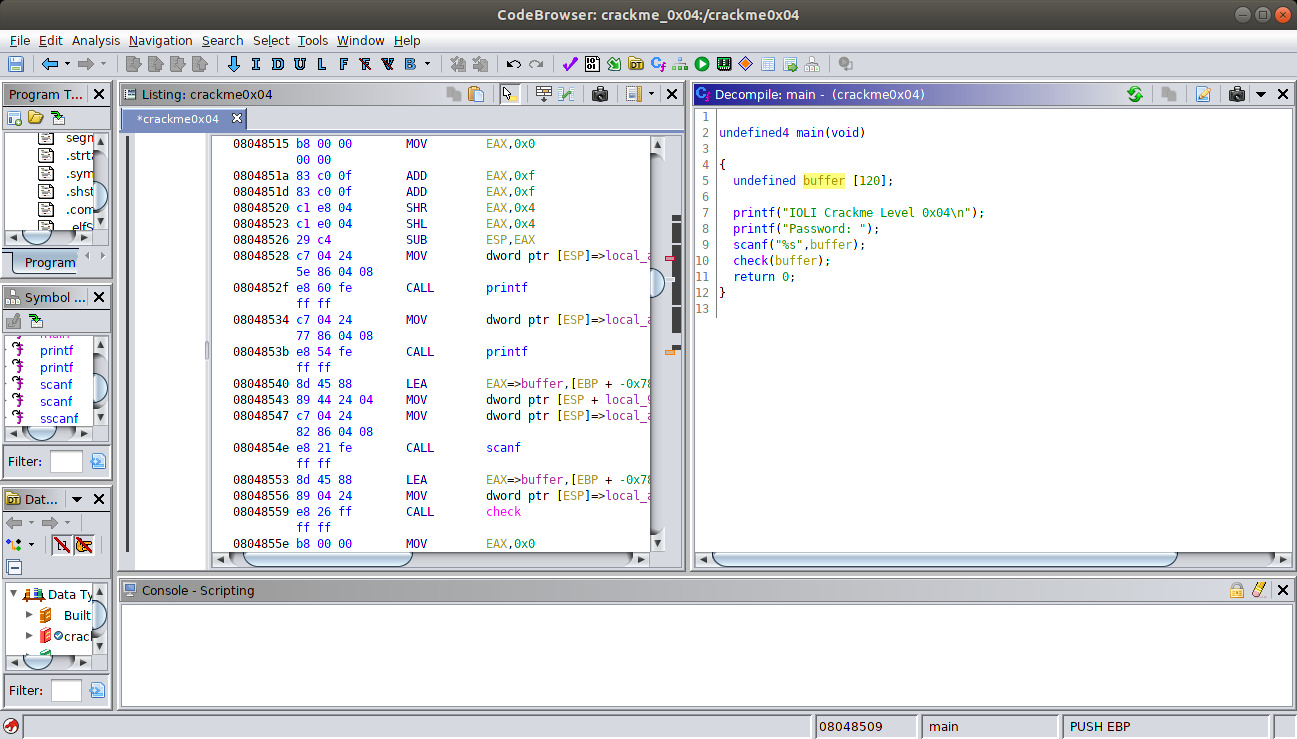 CodeBrowser: crackme_0x04:/crackme0x04
File Edit Analysis Navigation Search Select Tools Window Help
I D U L F B
Program T...
segn
.strta
.sym
.shst
.com
Program
Symbol ...
printf
printf
scanf
scanf
sscanf
Filter:
Dat...
Data Ty
Built
crac
Filter:
Listing: crackme0x04
*crackme0x04
08048515 b8 00 00 MOV EAX,0x0
00 00
0804851a 83 c0 0f ADD EAX,0xf
0804851d 83 c0 0f ADD EAX,0xf
08048520 c1 e8 04 SHR EAX,0x4
08048523 c1 e0 04 SHL EAX,0x4
08048526 29 c4 SUB ESP,EAX
08048528 c7 04 24 MOV dword ptr [ESP]=>local_a
5e 86 04 08
0804852f e8 60 fe CALL printf
ff ff
08048534 c7 04 24 MOV dword ptr [ESP]=>local_a
77 86 04 08
0804853b e8 54 fe CALL printf
ff ff
08048540 8d 45 88 LEA EAX=>buffer,[EBP + -0x78
08048543 89 44 24 04 MOV dword ptr [ESP + local_9
08048547 c7 04 24 MOV dword ptr [ESP]=>local_a
82 86 04 08
0804854e e8 21 fe CALL scanf
ff ff
08048553 8d 45 88 LEA EAX=>buffer,[EBP + -0x78
08048556 89 04 24 MOV dword ptr [ESP]=>local_a
08048559 e8 26 ff CALL check
ff ff
0804855e b8 00 00 MOV EAX,0x0
Decompile: main - (crackme0x04)
1
2 undefined4 main(void)
3
4 {
5 undefined buffer [120];
6
7 printf("IOLI Crackme Level 0x04\n");
8 printf("Password: ");
9 scanf("%s",buffer);
10 check(buffer);
11 return 0;
12 }
13
Console - Scripting
08048509 main PUSH EBP